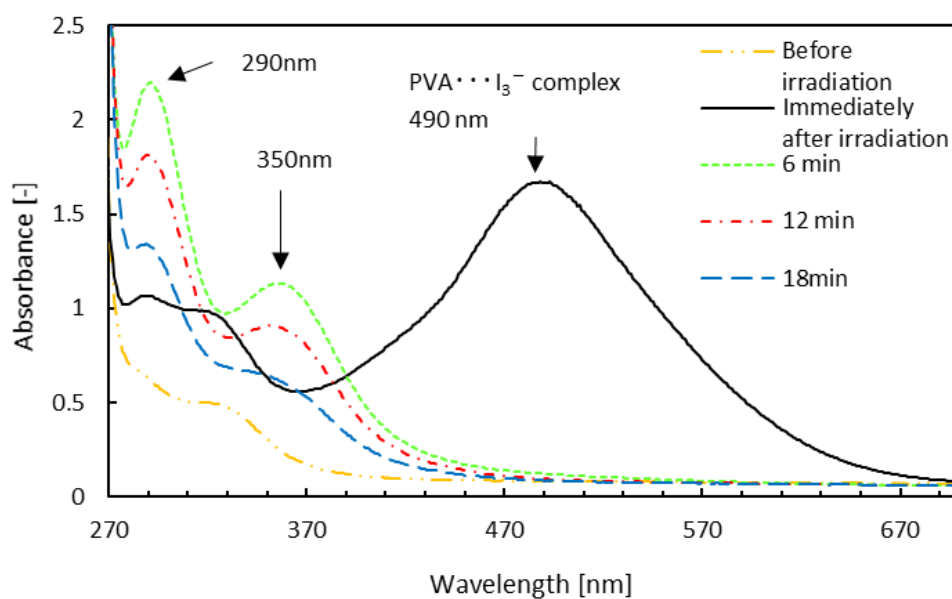 2.5
2
1.5
1
0.5
0
270
370
470
570
670
Absorbance [-]
Wavelength [nm]
290nm
350nm
PVA・・・I₃⁻ complex
490 nm
Before
irradiation
Immediately
after irradiation
6 min
12 min
18min